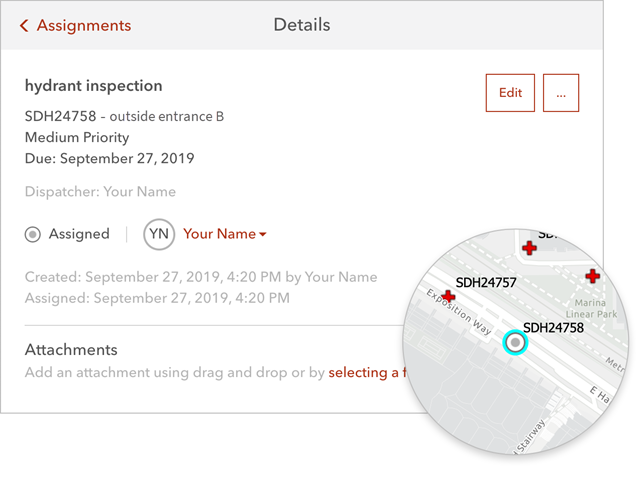 Assignments
Details
hydrant inspection
Edit
...
SDH24758 – outside entrance B
Medium Priority
Due: September 27, 2019
Dispatcher: Your Name
Assigned
YN
Your Name
Created: September 27, 2019, 4:20 PM by Your Name
Assigned: September 27, 2019, 4:20 PM
Attachments
Add an attachment using drag and drop or by selecting a f
SDH24757
Marina
Linear Park
Exposition Way
SDH24758
Metr
E Ha
Stairway